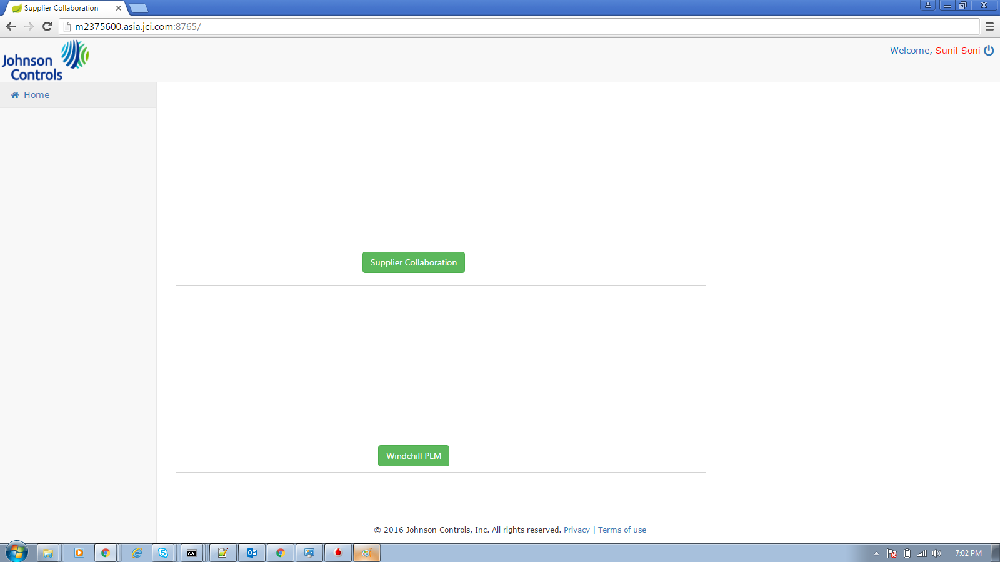 Supplier Collaboration
m2375600.asia.jci.com:8765/
Johnson
Controls
Welcome, Sunil Soni
Home
Supplier Collaboration
Windchill PLM
© 2016 Johnson Controls, Inc. All rights reserved. Privacy | Terms of use
7:02 PM